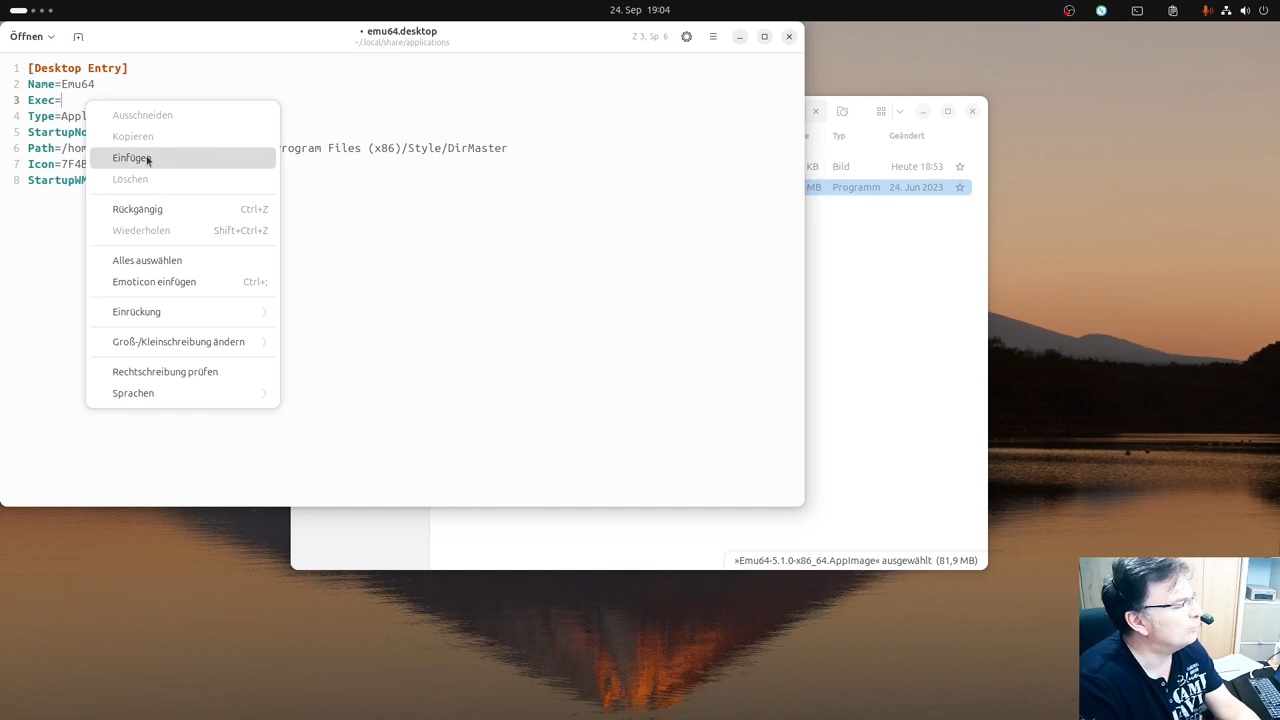 24. Sep 19:04
Öffnen
• emu64.desktop
~/.local/share/applications
Z 3, Sp 6
1 [Desktop Entry]
2 Name=Emu64
3 Exec=
4 Type=Appl
5 StartupNo
6 Path=/hom
rogram Files (x86)/Style/DirMaster
7 Icon=7F4B
8 StartupWM
Ausschneiden
Kopieren
Einfügen
Löschen
Rückgängig Ctrl+Z
Wiederholen Shift+Ctrl+Z
Alles auswählen
Emoticon einfügen Ctrl+;
Einrückung
Groß-/Kleinschreibung ändern
Rechtschreibung prüfen
Sprachen
Typ Geändert
KB Bild Heute 18:53
MB Programm 24. Jun 2023
»Emu64-5.1.0-x86_64.AppImage« ausgewählt (81,9 MB)